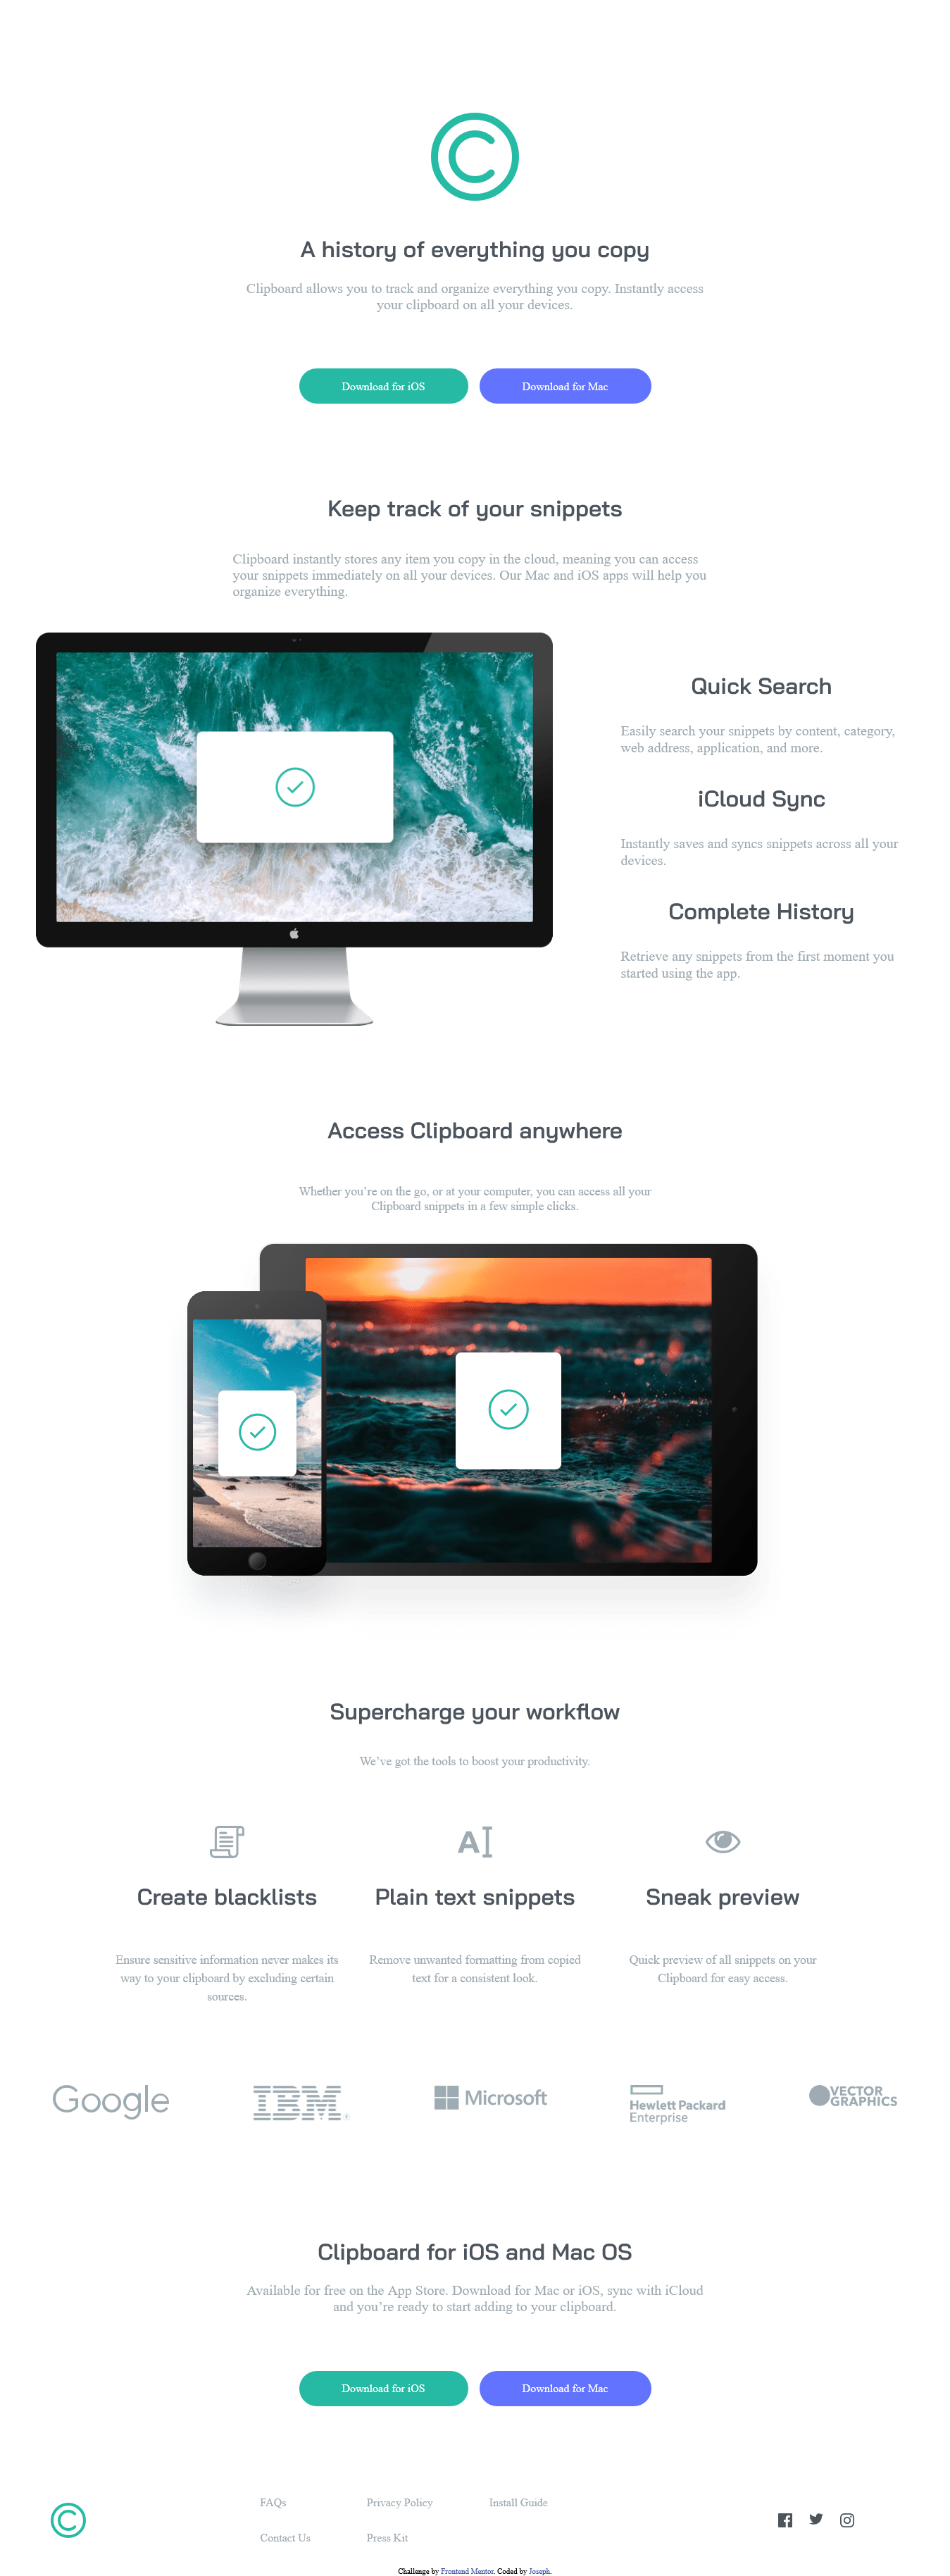 A history of everything you copy
Clipboard allows you to track and organize everything you copy. Instantly access
your clipboard on all your devices.
Download for iOS
Download for Mac
Keep track of your snippets
Clipboard instantly stores any item you copy in the cloud, meaning you can access
your snippets immediately on all your devices. Our Mac and iOS apps will help you
organize everything.
Quick Search
Easily search your snippets by content, category,
web address, application, and more.
iCloud Sync
Instantly saves and syncs snippets across all your
devices.
Complete History
Retrieve any snippets from the first moment you
started using the app.
Access Clipboard anywhere
Whether you’re on the go, or at your computer, you can access all your
Clipboard snippets in a few simple clicks.
Supercharge your workflow
We’ve got the tools to boost your productivity.
Create blacklists
Ensure sensitive information never makes its
way to your clipboard by excluding certain
sources.
Plain text snippets
Remove unwanted formatting from copied
text for a consistent look.
Sneak preview
Quick preview of all snippets on your
Clipboard for easy access.
Google
IBM
Microsoft
Hewlett Packard
Enterprise
VECTOR
GRAPHICS
Clipboard for iOS and Mac OS
Available for free on the App Store. Download for Mac or iOS, sync with iCloud
and you’re ready to start adding to your clipboard.
Download for iOS
Download for Mac
FAQs
Privacy Policy
Install Guide
Contact Us
Press Kit
Challenge by Frontend Mentor. Coded by Joseph.